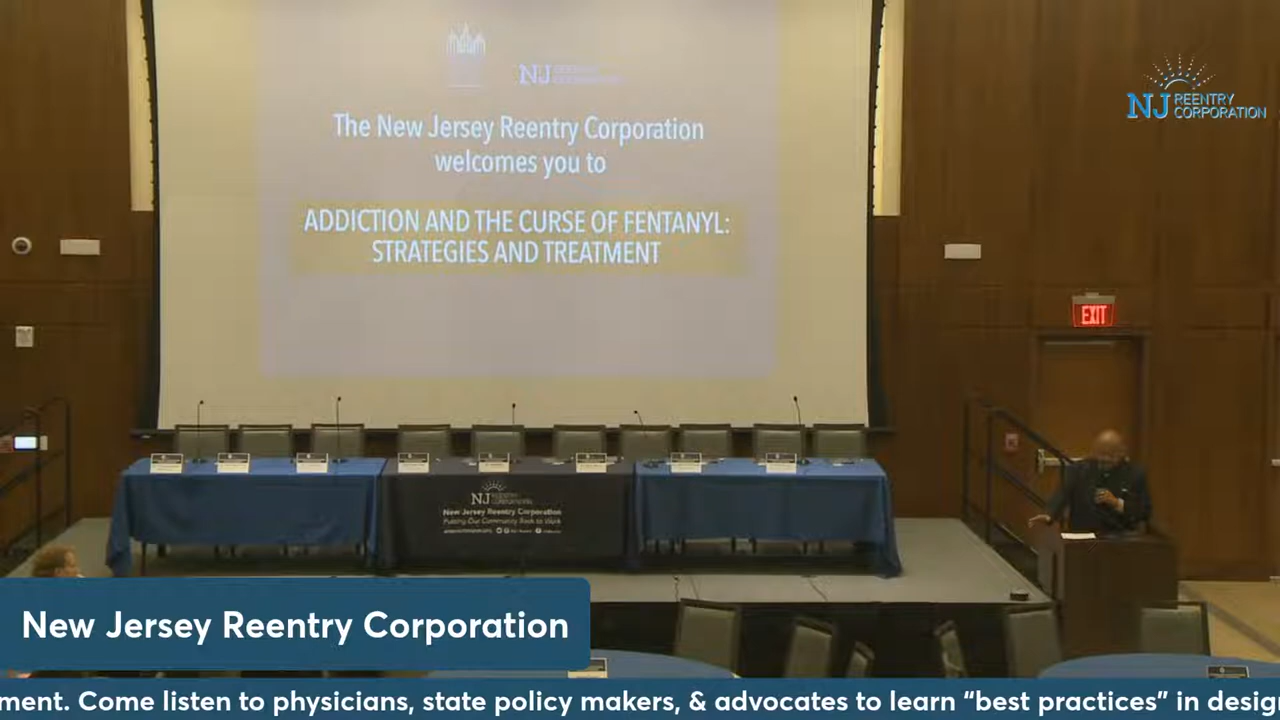 NJ
The New Jersey Reentry Corporation
welcomes you to
ADDICTION AND THE CURSE OF FENTANYL:
STRATEGIES AND TREATMENT
NJ REENTRY
CORPORATION
EXIT
NJ
New Jersey Reentry Corporation
Putting Our Community Back to Work
New Jersey Reentry Corporation
ment. Come listen to physicians, state policy makers, & advocates to learn “best practices” in desig